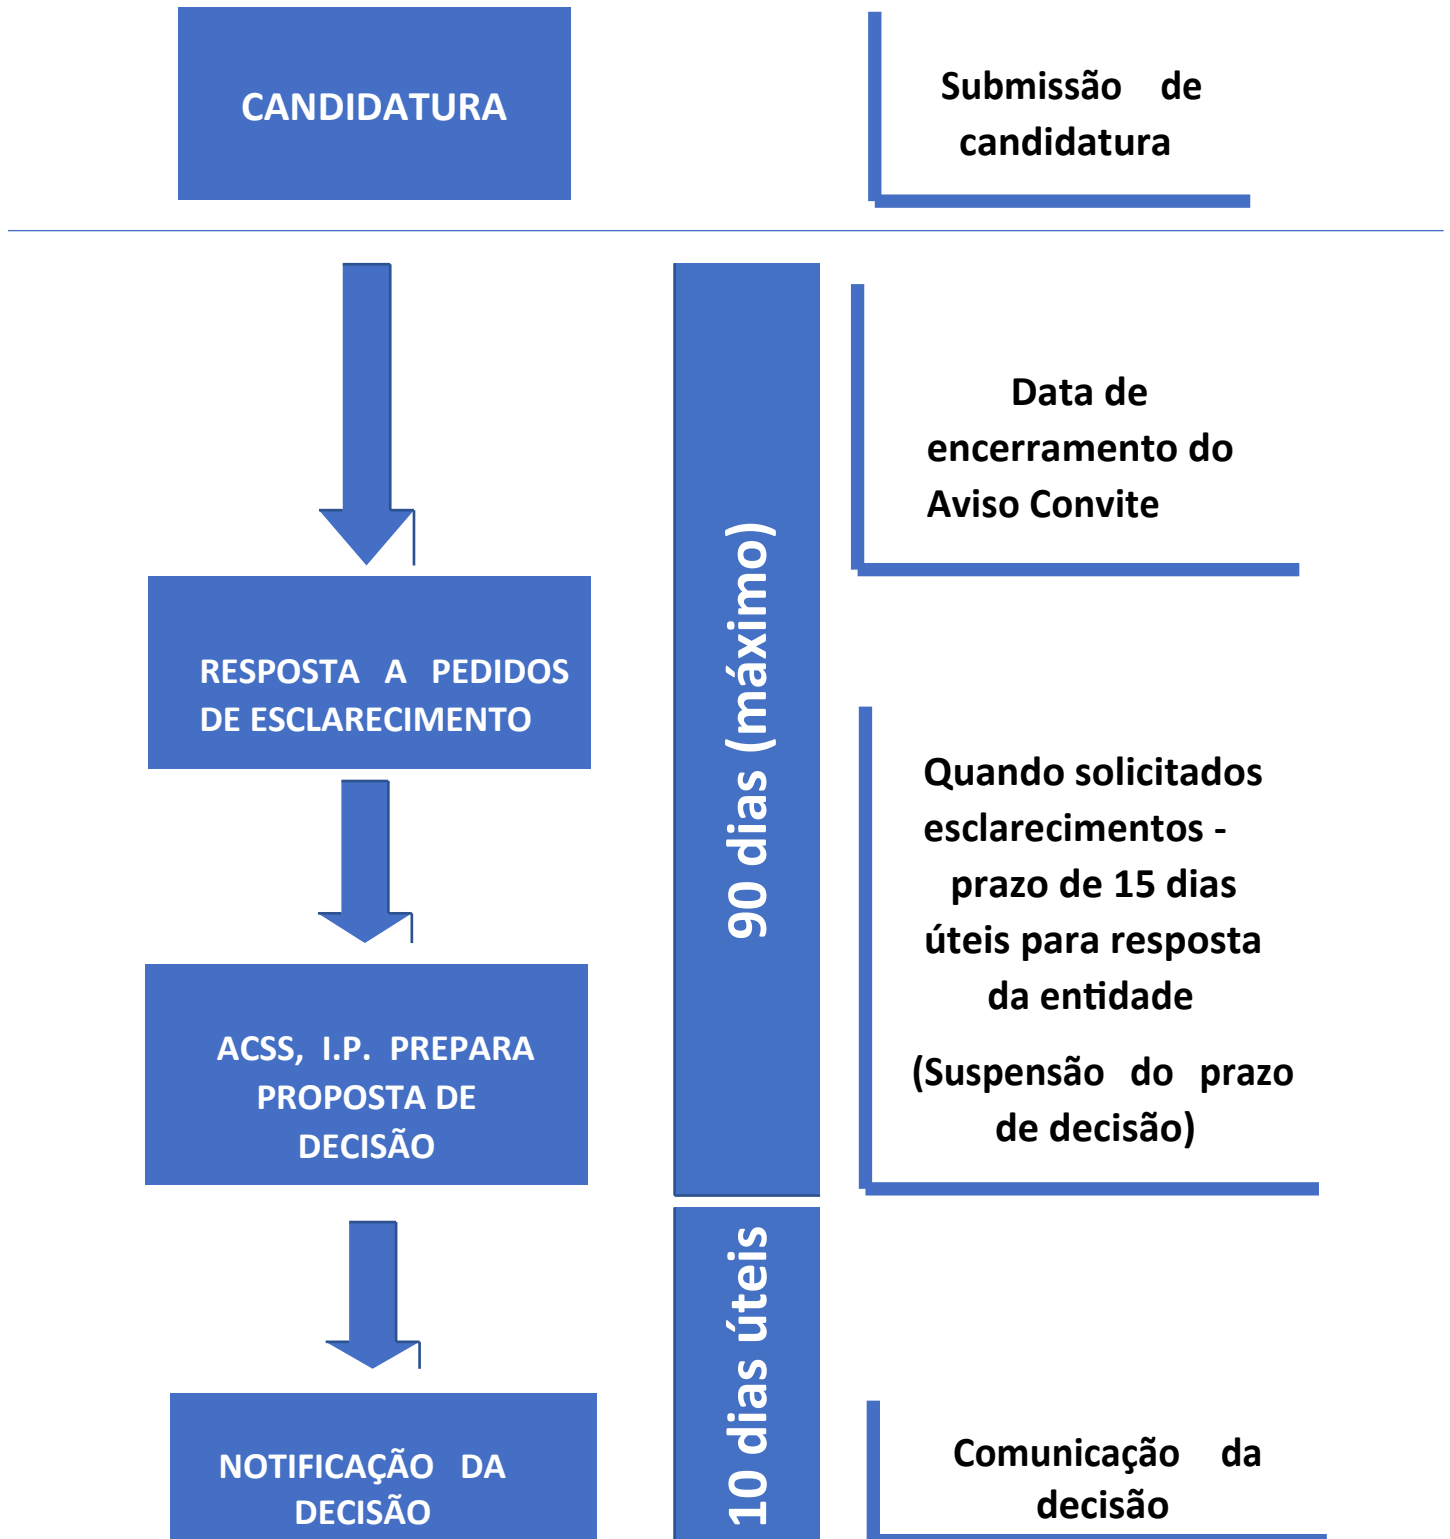 CANDIDATURA
Submissão de
candidatura
Data de
encerramento do
Aviso Convite
90 dias (máximo)
RESPOSTA A PEDIDOS
DE ESCLARECIMENTO
Quando solicitados
esclarecimentos -
prazo de 15 dias
úteis para resposta
da entidade
(Suspensão do prazo
de decisão)
ACSS, I.P. PREPARA
PROPOSTA DE
DECISÃO
10 dias úteis
NOTIFICAÇÃO DA
DECISÃO
Comunicação da
decisão